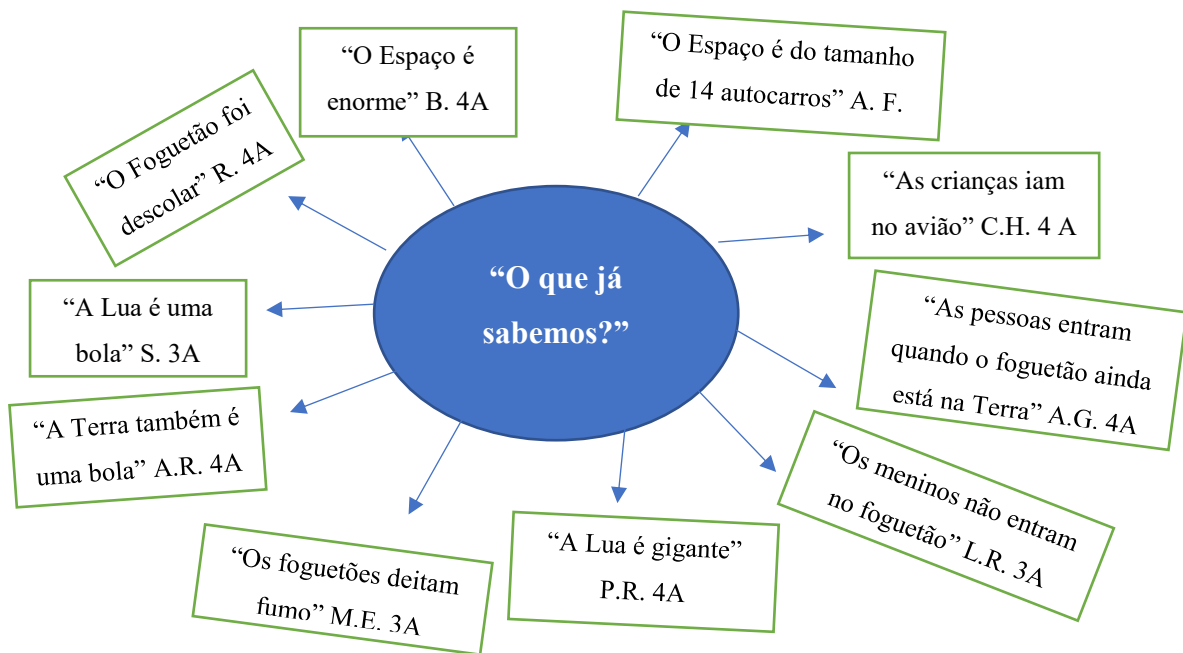 “O Espaço é
enorme” B. 4A
“O Espaço é do tamanho
de 14 autocarros” A. F.
“O Foguetão foi
descolar” R. 4A
“As crianças iam
no avião” C.H. 4 A
“O que já
sabemos?”
“A Lua é uma
bola” S. 3A
“As pessoas entram
quando o foguetão ainda
está na Terra” A.G. 4A
“A Terra também é
uma bola” A.R. 4A
“Os meninos não entram
no foguetão” L.R. 3A
“Os foguetões deitam
fumo” M.E. 3A
“A Lua é gigante”
P.R. 4A